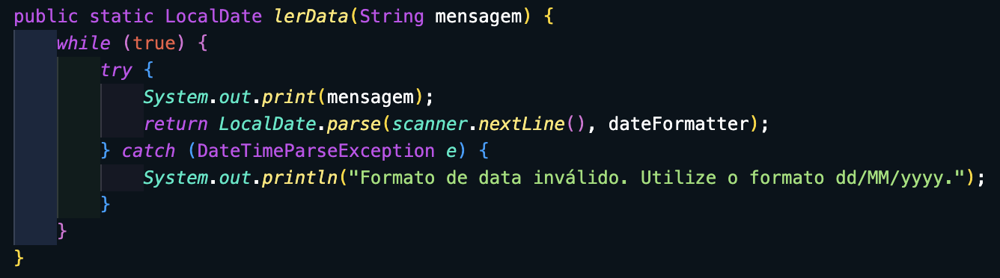 public static LocalDate lerData(String mensagem) {
    while (true) {
        try {
            System.out.print(mensagem);
            return LocalDate.parse(scanner.nextLine(), dateFormatter);
        } catch (DateTimeParseException e) {
            System.out.println("Formato de data inválido. Utilize o formato dd/MM/yyyy.");
        }
    }
}